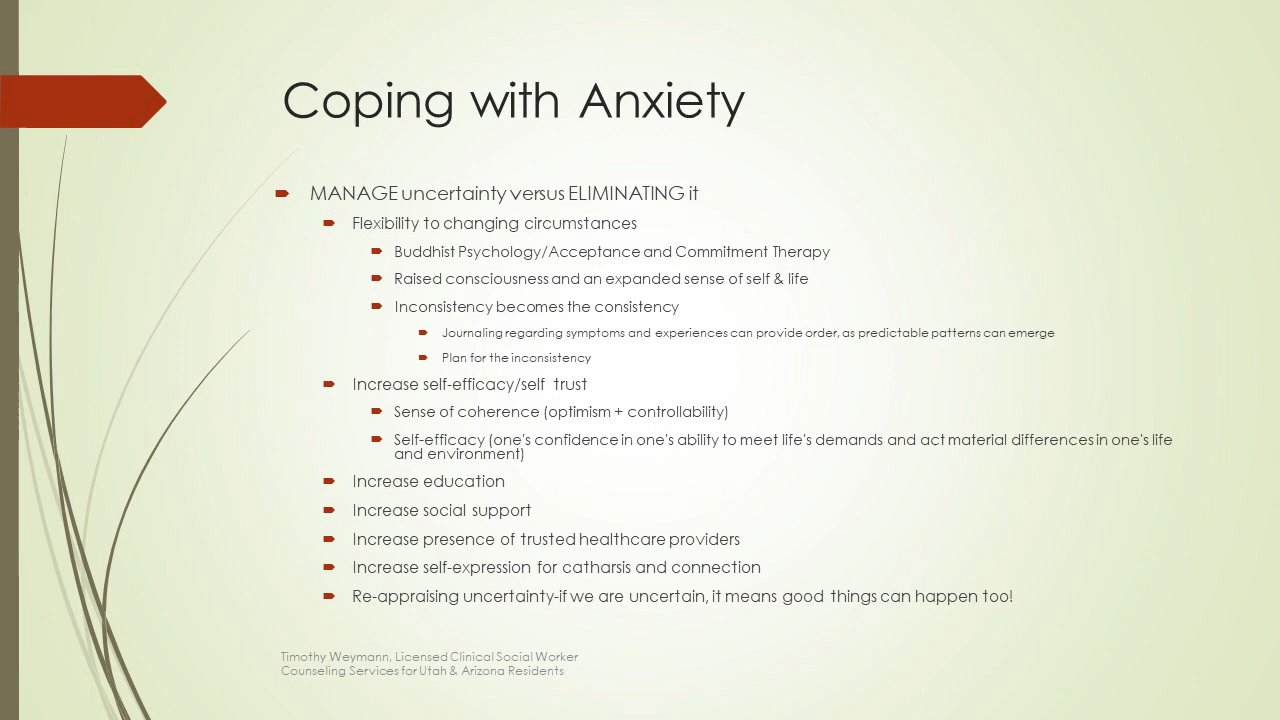 Coping with Anxiety
MANAGE uncertainty versus ELIMINATING it
Flexibility to changing circumstances
Buddhist Psychology/Acceptance and Commitment Therapy
Raised consciousness and an expanded sense of self & life
Inconsistency becomes the consistency
Journaling regarding symptoms and experiences can provide order, as predictable patterns can emerge
Plan for the inconsistency
Increase self-efficacy/self trust
Sense of coherence (optimism + controllability)
Self-efficacy (one's confidence in one's ability to meet life's demands and act material differences in one's life
and environment)
Increase education
Increase social support
Increase presence of trusted healthcare providers
Increase self-expression for catharsis and connection
Re-appraising uncertainty-if we are uncertain, it means good things can happen too!
Timothy Weymann, Licensed Clinical Social Worker
Counseling Services for Utah & Arizona Residents